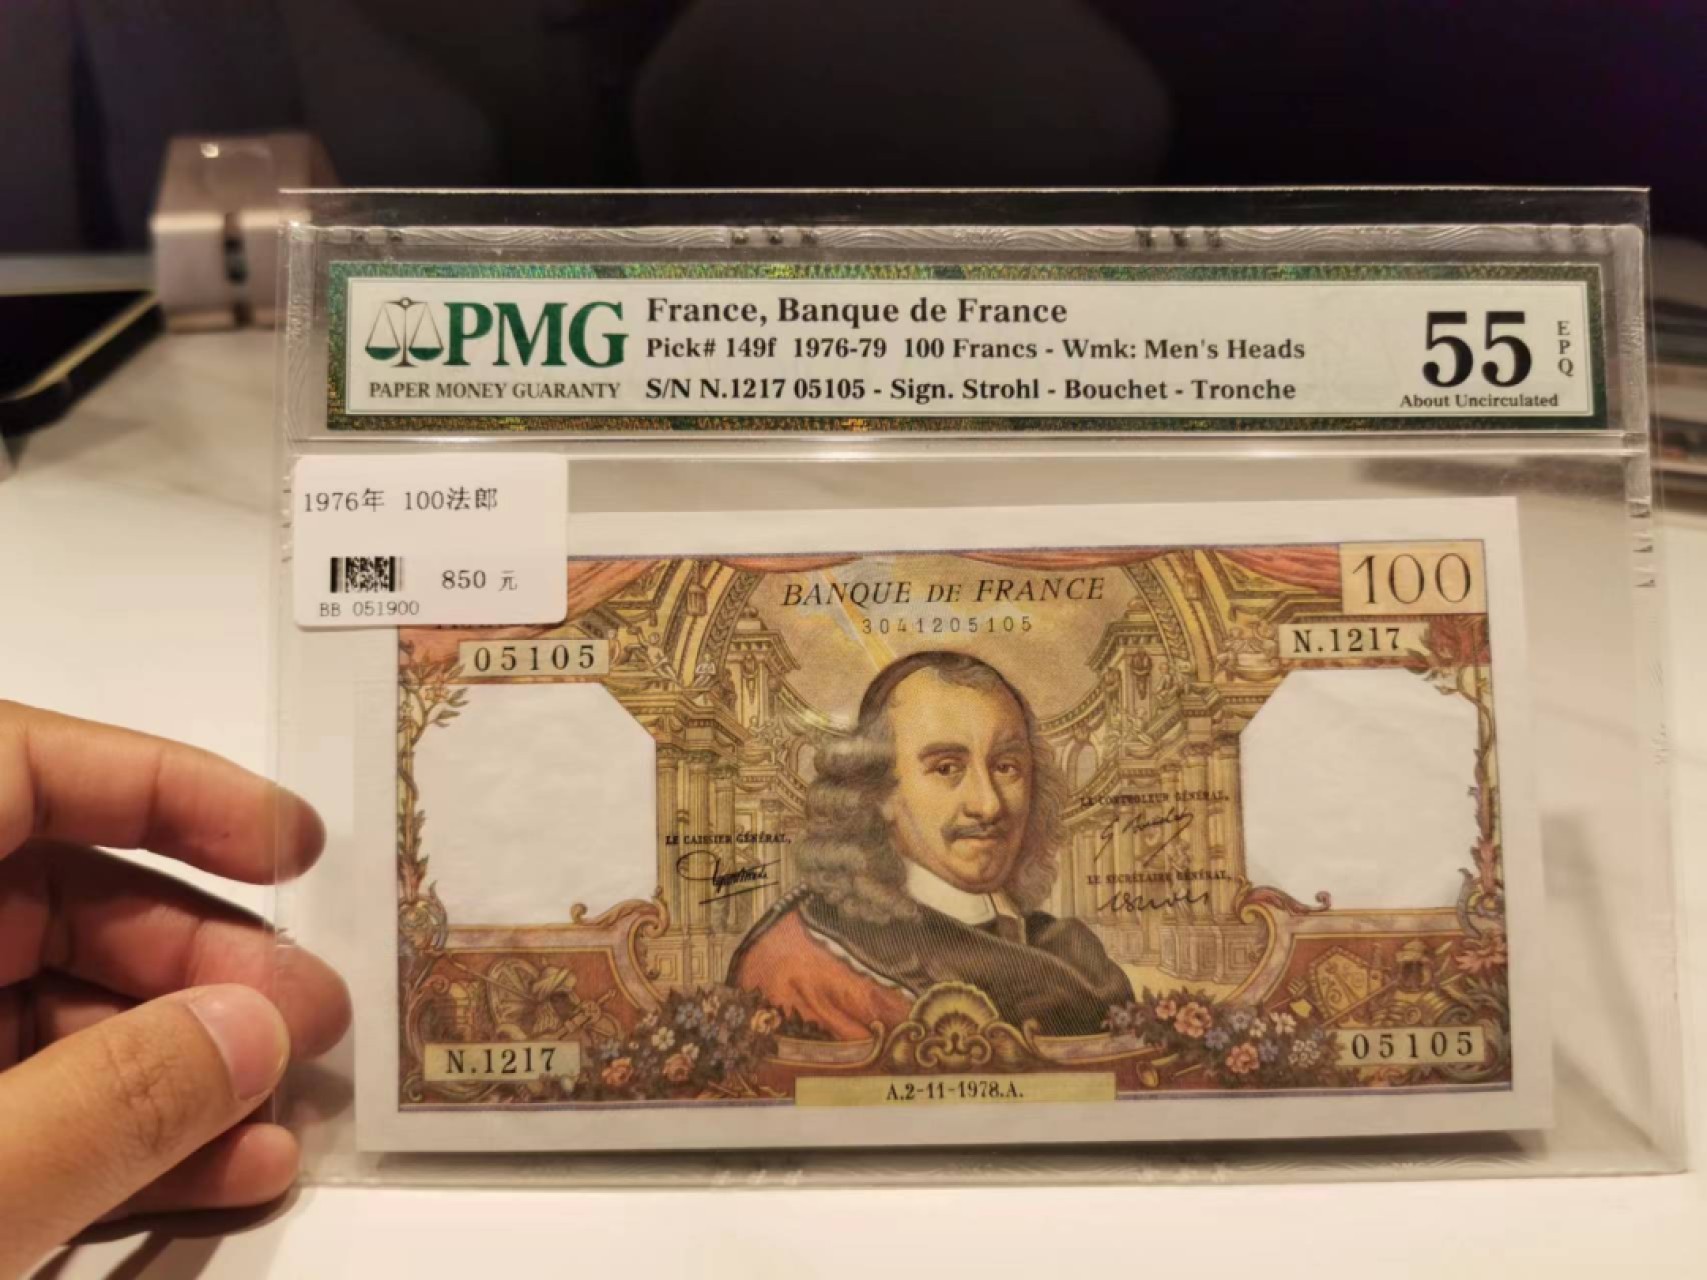 PMG
PAPER MONEY GUARANTY
France, Banque de France
Pick# 149f 1976-79 100 Francs - Wmk: Men's Heads
S/N N.1217 05105 - Sign. Strohl - Bouchet - Tronche
55
EPQ
About Uncirculated
1976年 100法郎
850 元
BB 051900
BANQUE DE FRANCE
3041205105
100
05105
N.1217
LE CONTROLEUR GÉNÉRAL,
LE CAISSIER GÉNÉRAL,
LE SECRÉTAIRE GÉNÉRAL,
N.1217
05105
A.2-11-1978.A.